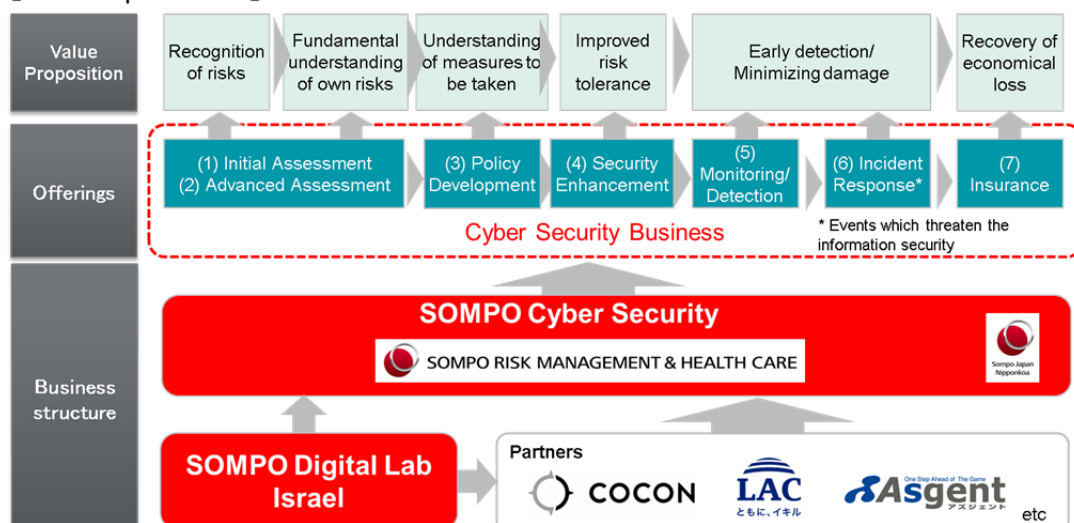 Value
Proposition
Recognition
of risks
Fundamental
understanding
of own risks
Understanding
of measures to
be taken
Improved
risk
tolerance
Early detection/
Minimizing damage
Recovery of
economical
loss
Offerings
(1) Initial Assessment
(2) Advanced Assessment
(3) Policy
Development
(4) Security
Enhancement
(5)
Monitoring/
Detection
(6) Incident
Response*
(7)
Insurance
Cyber Security Business
* Events which threaten the
information security
Business
structure
SOMPO Cyber Security
SOMPO RISK MANAGEMENT & HEALTH CARE
Sompo Japan
Nipponkoa
SOMPO Digital Lab
Israel
Partners
COCON
LAC
ともに、イキル
One Step Ahead of The Game
Asgent
アズジェント
etc